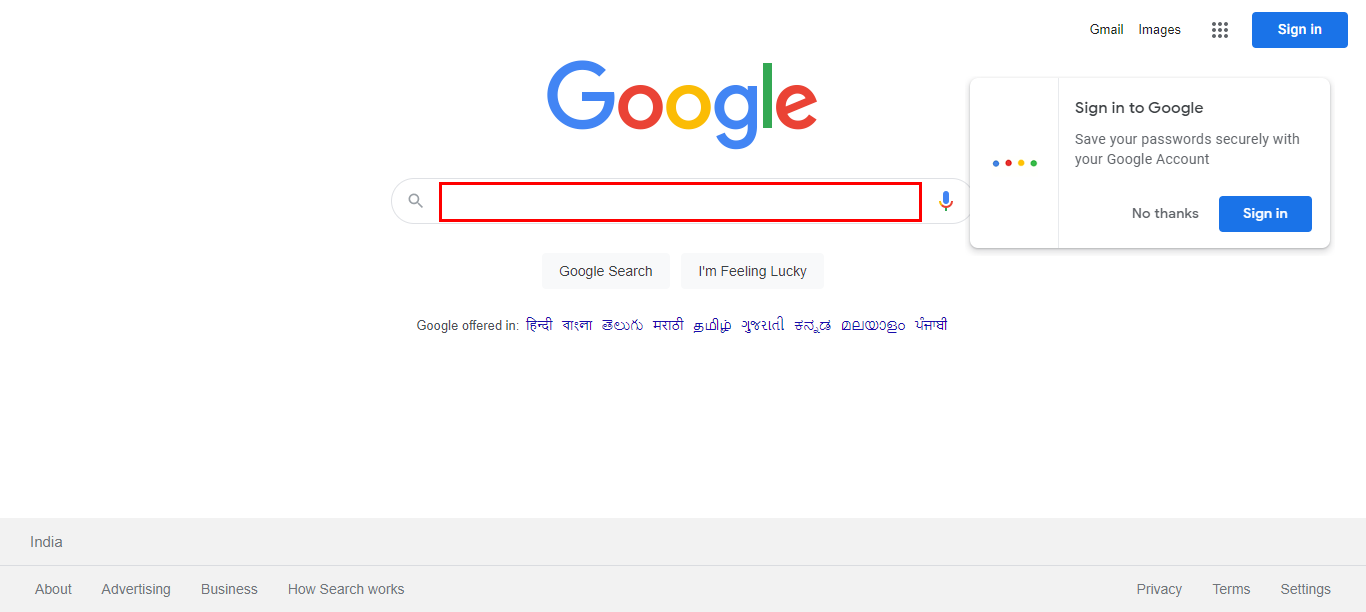 Gmail Images Sign in
Google
Sign in to Google
Save your passwords securely with
your Google Account
No thanks Sign in
Google Search I'm Feeling Lucky
Google offered in: हिन्दी বাংলা తెలుగు मराठी தமிழ் ગુજરાતી ಕನ್ನಡ മലയാളം ਪੰਜਾਬੀ
India
About Advertising Business How Search works Privacy Terms Settings